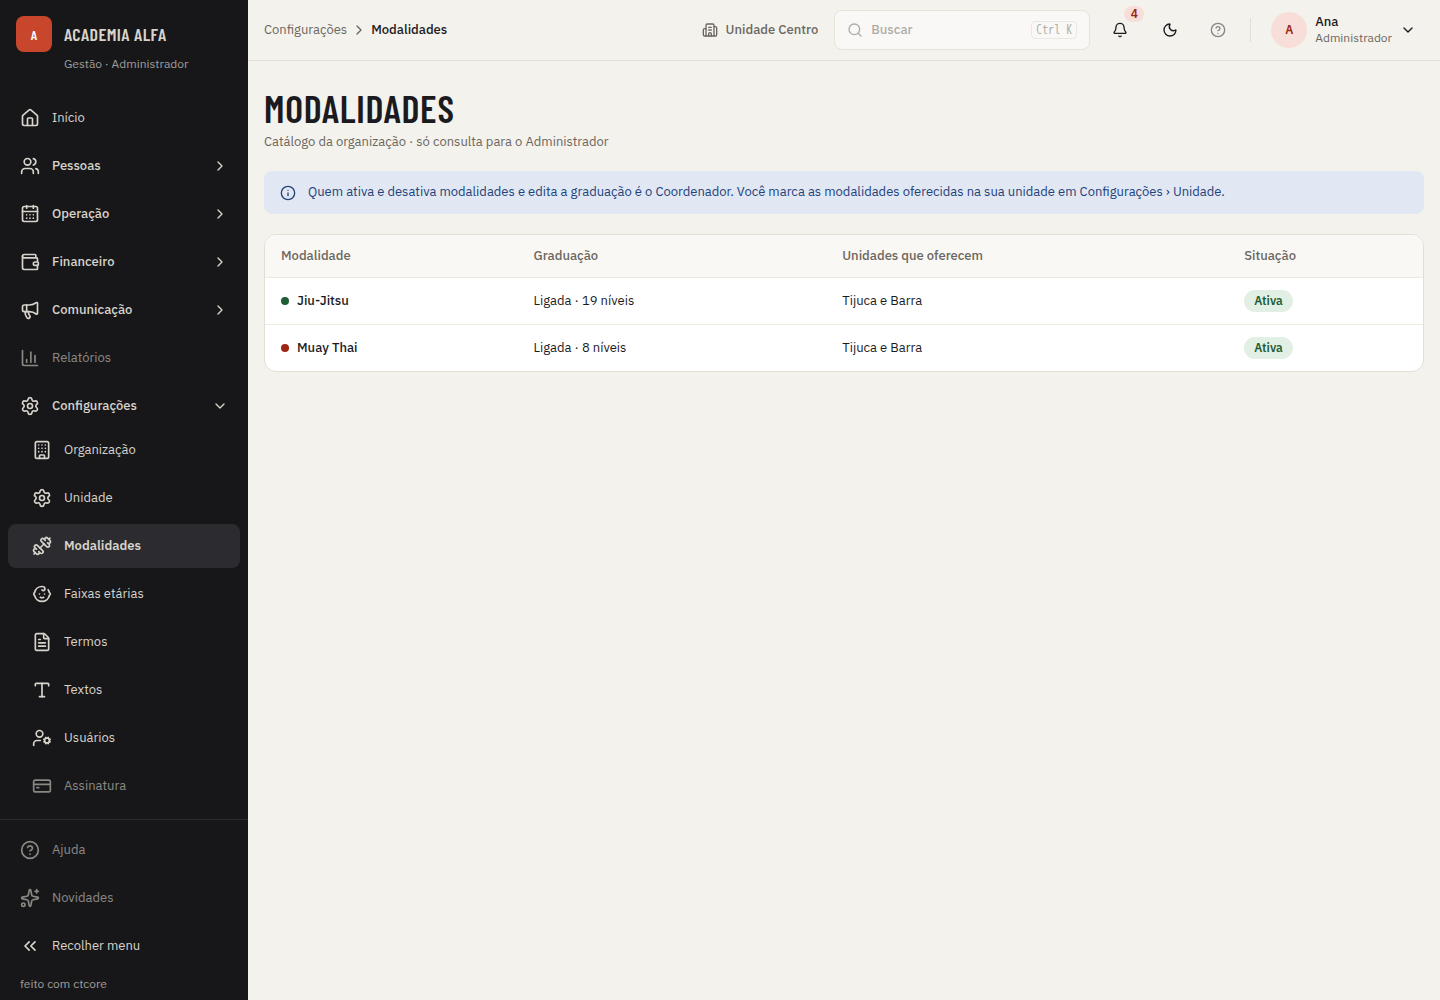 A
ACADEMIA ALFA
Gestão · Administrador
Início
Pessoas
Operação
Financeiro
Comunicação
Relatórios
Configurações
Organização
Unidade
Modalidades
Faixas etárias
Termos
Textos
Usuários
Assinatura
Ajuda
Novidades
Recolher menu
feito com ctcore
Configurações > Modalidades
Unidade Centro
Buscar
Ctrl K
4
A
Ana
Administrador
MODALIDADES
Catálogo da organização · só consulta para o Administrador
Quem ativa e desativa modalidades e edita a graduação é o Coordenador. Você marca as modalidades oferecidas na sua unidade em Configurações › Unidade.
Modalidade Graduação Unidades que oferecem Situação
Jiu-Jitsu Ligada · 19 níveis Tijuca e Barra Ativa
Muay Thai Ligada · 8 níveis Tijuca e Barra Ativa